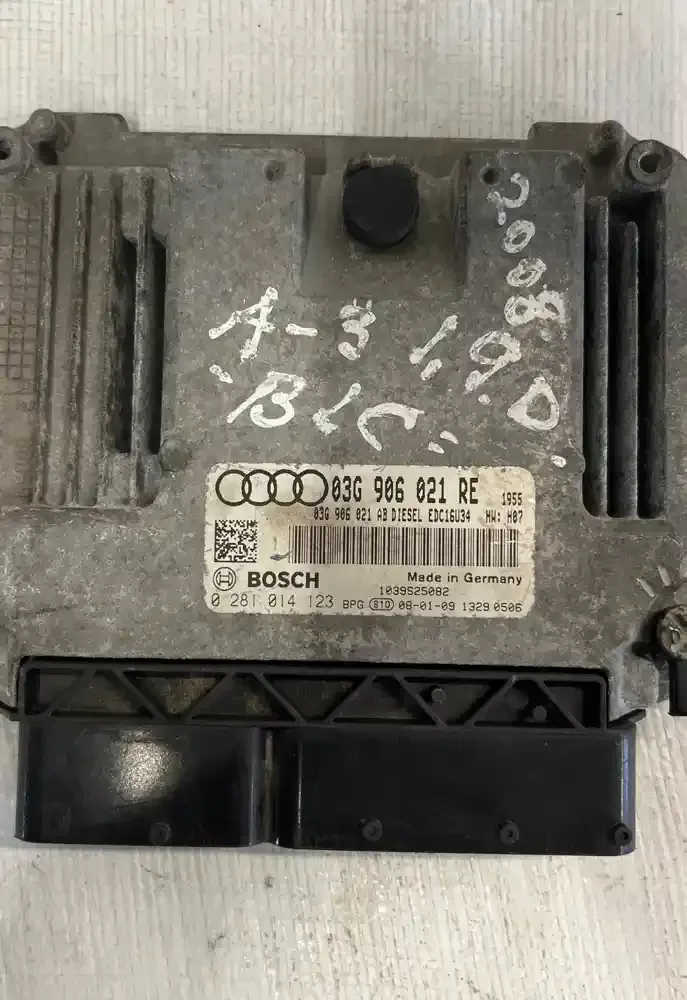 2008
A-3 1,9.D
"BLC"
03G 906 021 RE 1955
03G 906 021 AB DIESEL EDC16U34 HW: H07
BOSCH Made in Germany
1039S25082
0 281 014 123 BPG 810 08-01-09 1329 0506